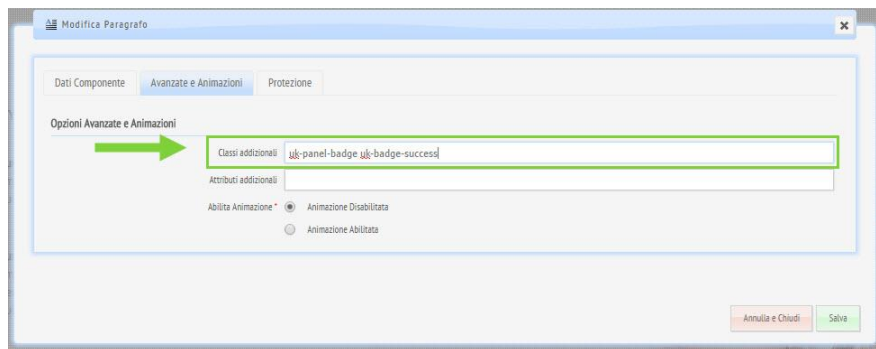 Modifica Paragrafo
Dati Componente Avanzate e Animazioni Protezione
Opzioni Avanzate e Animazioni
Classi addizionali uk-panel-badge uk-badge-success
Attributi addizionali
Abilita Animazione * Animazione Disabilitata
Animazione Abilitata
Annulla e Chiudi Salva